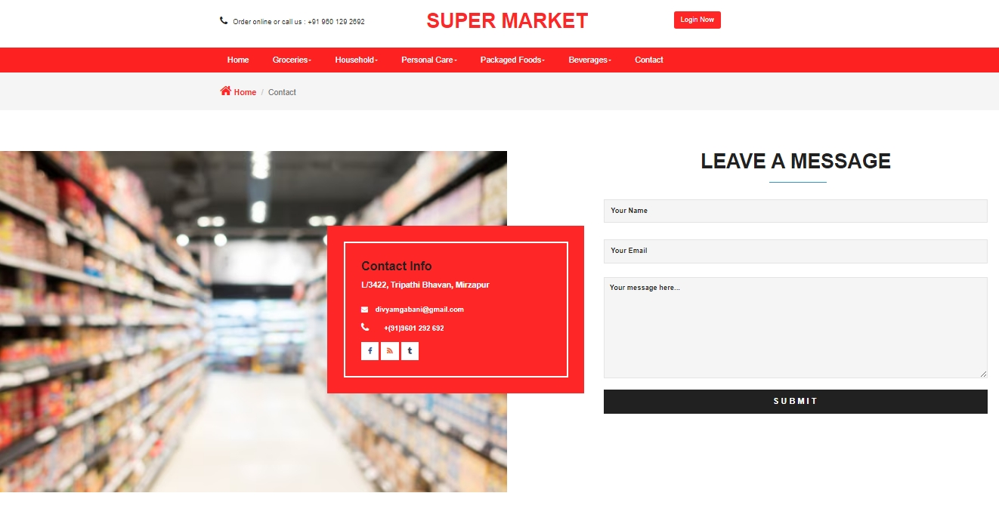 Order online or call us : +91 960 129 2692
SUPER MARKET
Login Now
Home Groceries Household Personal Care Packaged Foods Beverages Contact
Home / Contact
LEAVE A MESSAGE
Your Name
Your Email
Your message here...
SUBMIT
Contact Info
L/3422, Tripathi Bhavan, Mirzapur
divyamgabani@gmail.com
+(91)9601 292 692
f t